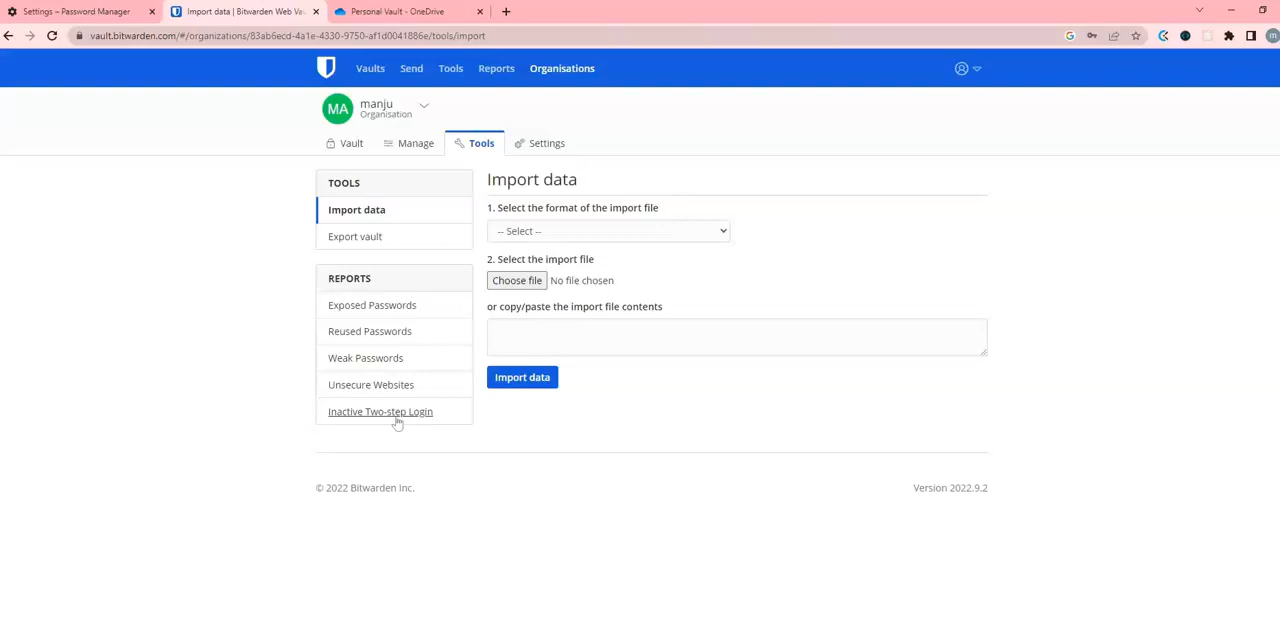 Settings – Password Manager
Import data | Bitwarden Web Vau
Personal Vault - OneDrive
vault.bitwarden.com/#/organizations/83ab6ecd-4a1e-4330-9750-af1d0041886e/tools/import
G
m
Vaults Send Tools Reports Organisations
MA
manju
Organisation
Vault Manage Tools Settings
TOOLS
Import data
Export vault
REPORTS
Exposed Passwords
Reused Passwords
Weak Passwords
Unsecure Websites
Inactive Two-step Login
Import data
1. Select the format of the import file
-- Select --
2. Select the import file
Choose file No file chosen
or copy/paste the import file contents
Import data
© 2022 Bitwarden Inc.
Version 2022.9.2